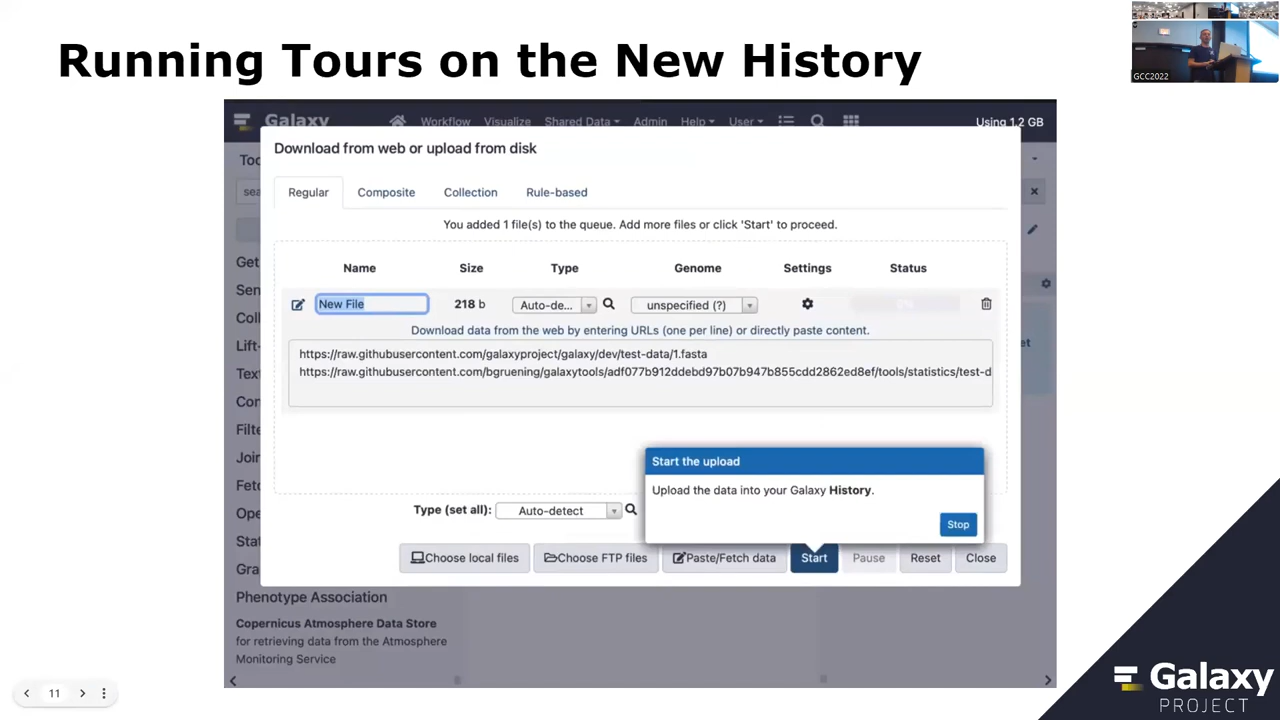 Running Tours on the New History
GCC2022
Galaxy
Workflow Visualize Shared Data Admin Help User Using 1.2 GB
Download from web or upload from disk
Regular Composite Collection Rule-based
You added 1 file(s) to the queue. Add more files or click 'Start' to proceed.
Name Size Type Genome Settings Status
New File 218 b Auto-de... unspecified (?)
Download data from the web by entering URLs (one per line) or directly paste content.
https://raw.githubusercontent.com/galaxyproject/galaxy/dev/test-data/1.fasta
https://raw.githubusercontent.com/bgruening/galaxytools/adf077b912ddebd97b07b947b855cdd2862ed8ef/tools/statistics/test-d
Start the upload
Upload the data into your Galaxy History.
Stop
Type (set all): Auto-detect
Choose local files Choose FTP files Paste/Fetch data Start Pause Reset Close
Too
sea
Get
Sen
Coll
Lift-
Text
Con
Filte
Join
Fetc
Ope
Stat
Gra
Phenotype Association
Copernicus Atmosphere Data Store
for retrieving data from the Atmosphere
Monitoring Service
et
11
Galaxy
PROJECT